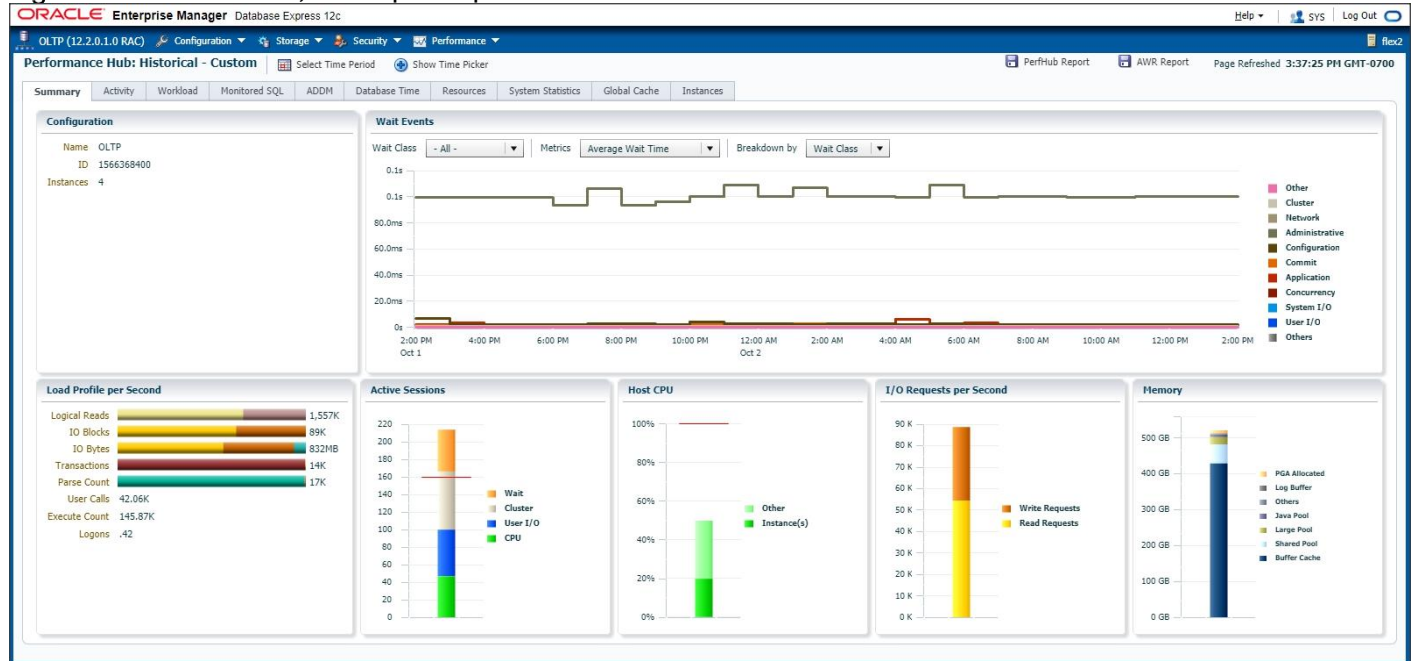 ORACLE Enterprise Manager Database Express 12c Help SYS Log Out
OLTP (12.2.0.1.0 RAC) Configuration Storage Security Performance flex2
Performance Hub: Historical - Custom Select Time Period Show Time Picker PerfHub Report AWR Report Page Refreshed 3:37:25 PM GMT-0700
Summary Activity Workload Monitored SQL ADDM Database Time Resources System Statistics Global Cache Instances
Configuration
Name OLTP
ID 1566368400
Instances 4
Wait Events
Wait Class - All - Metrics Average Wait Time Breakdown by Wait Class
0.1s
0.1s
80.0ms
60.0ms
40.0ms
20.0ms
0s
2:00 PM 4:00 PM 6:00 PM 8:00 PM 10:00 PM 12:00 AM 2:00 AM 4:00 AM 6:00 AM 8:00 AM 10:00 AM 12:00 PM 2:00 PM
Oct 1 Oct 2
Other
Cluster
Network
Administrative
Configuration
Commit
Application
Concurrency
System I/O
User I/O
Others
Load Profile per Second
Logical Reads 1,557K
IO Blocks 89K
IO Bytes 832MB
Transactions 14K
Parse Count 17K
User Calls 42.06K
Execute Count 145.87K
Logons .42
Active Sessions
220
200
180
160
140
120
100
80
60
40
20
0
Wait
Cluster
User I/O
CPU
Host CPU
100%
80%
60%
40%
20%
0%
Other
Instance(s)
I/O Requests per Second
90 K
80 K
70 K
60 K
50 K
40 K
30 K
20 K
10 K
0 K
Write Requests
Read Requests
Memory
500 GB
400 GB
300 GB
200 GB
100 GB
0 GB
PGA Allocated
Log Buffer
Others
Java Pool
Large Pool
Shared Pool
Buffer Cache